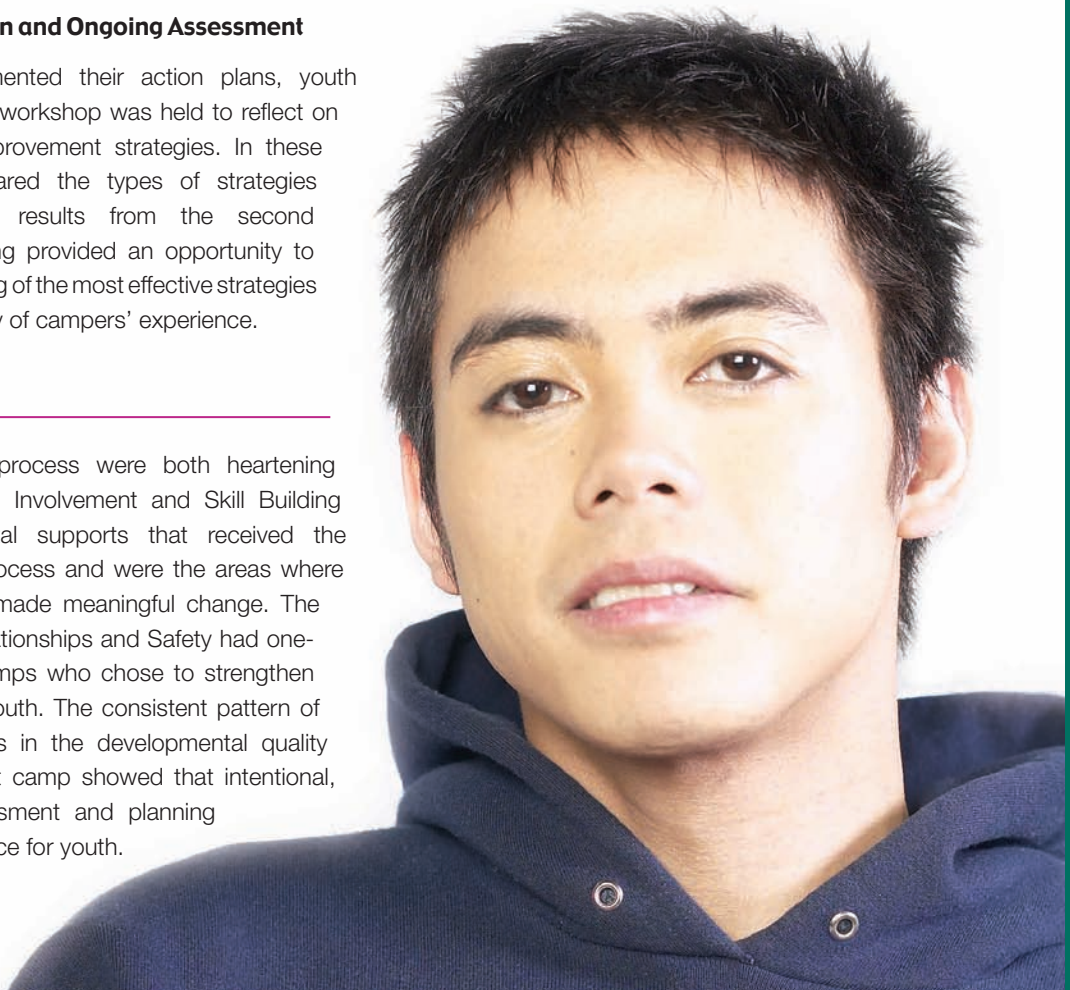 n and Ongoing Assessment
ented their action plans, youth
workshop was held to reflect on
provement strategies. In these
ared the types of strategies
results from the second
ng provided an opportunity to
g of the most effective strategies
y of campers’ experience.
process were both heartening
Involvement and Skill Building
al supports that received the
ocess and were the areas where
made meaningful change. The
ationships and Safety had one-
mps who chose to strengthen
outh. The consistent pattern of
s in the developmental quality
t camp showed that intentional,
sment and planning
ce for youth.